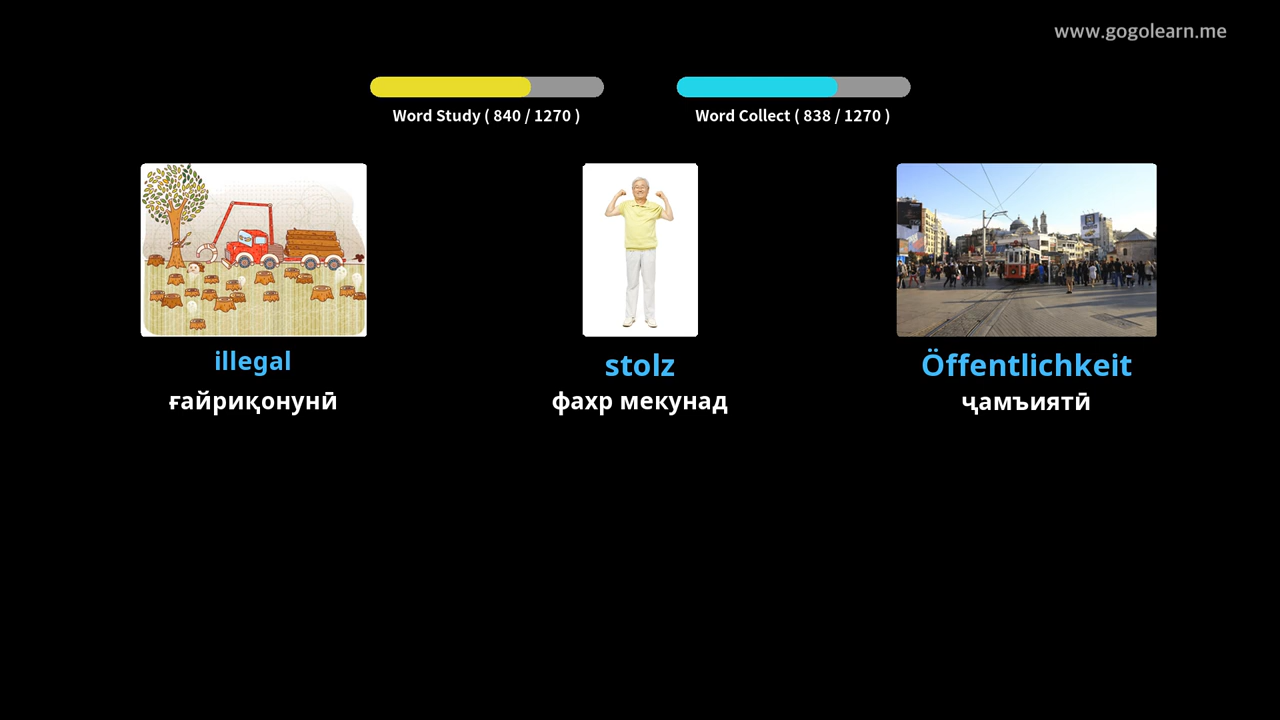 www.gogolearn.me
Word Study ( 840 / 1270 )
Word Collect ( 838 / 1270 )
illegal
stolz
Öffentlichkeit
ғайриқонунӣ
фахр мекунад
ҷамъиятӣ